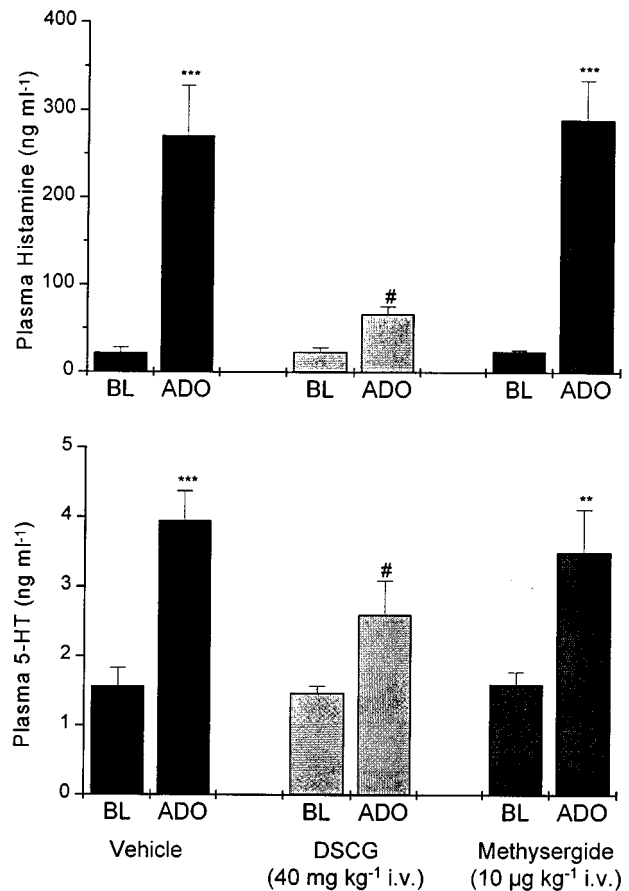 Plasma Histamine (ng ml-1)
400
300
200
100
0
***
#
***
BL ADO BL ADO BL ADO
Plasma 5-HT (ng ml-1)
5
4
3
2
1
0
***
#
**
BL ADO BL ADO BL ADO
Vehicle DSCG Methysergide
(40 mg kg-1 i.v.) (10 µg kg-1 i.v.)